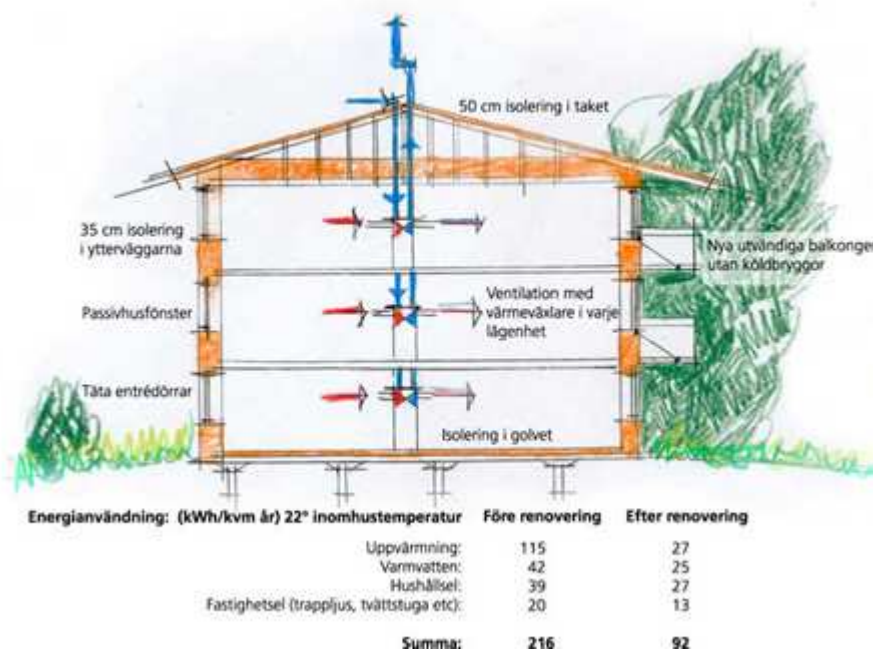 50 cm isolering i taket
35 cm isolering
i ytterväggarna
Nya utvändiga balkonger
utan köldbryggor
Passivhusfönster
Ventilation med
värmeväxlare i varje
lägenhet
Täta entrédörrar
Isolering i golvet
Energianvändning: (kWh/kvm år) 22° inomhustemperatur Före renovering Efter renovering
Uppvärmning: 115 27
Varmvatten: 42 25
Hushållsel: 39 27
Fastighetsel (trappljus, tvättstuga etc): 20 13
Summa: 216 92